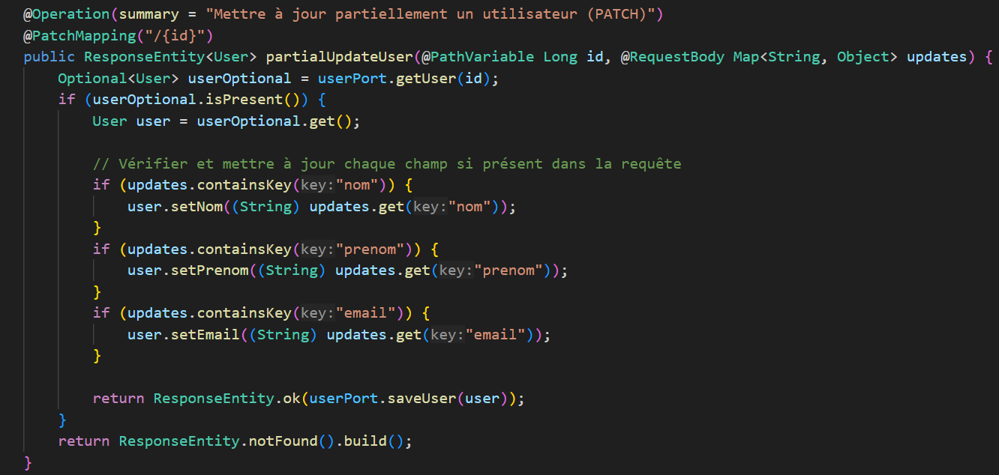 @Operation(summary = "Mettre à jour partiellement un utilisateur (PATCH)")
@PatchMapping("/{id}")
public ResponseEntity<User> partialUpdateUser(@PathVariable Long id, @RequestBody Map<String, Object> updates) {
Optional<User> userOptional = userPort.getUser(id);
if (userOptional.isPresent()) {
User user = userOptional.get();
// Vérifier et mettre à jour chaque champ si présent dans la requête
if (updates.containsKey(key:"nom")) {
user.setNom((String) updates.get(key:"nom"));
}
if (updates.containsKey(key:"prenom")) {
user.setPrenom((String) updates.get(key:"prenom"));
}
if (updates.containsKey(key:"email")) {
user.setEmail((String) updates.get(key:"email"));
}
return ResponseEntity.ok(userPort.saveUser(user));
}
return ResponseEntity.notFound().build();
}